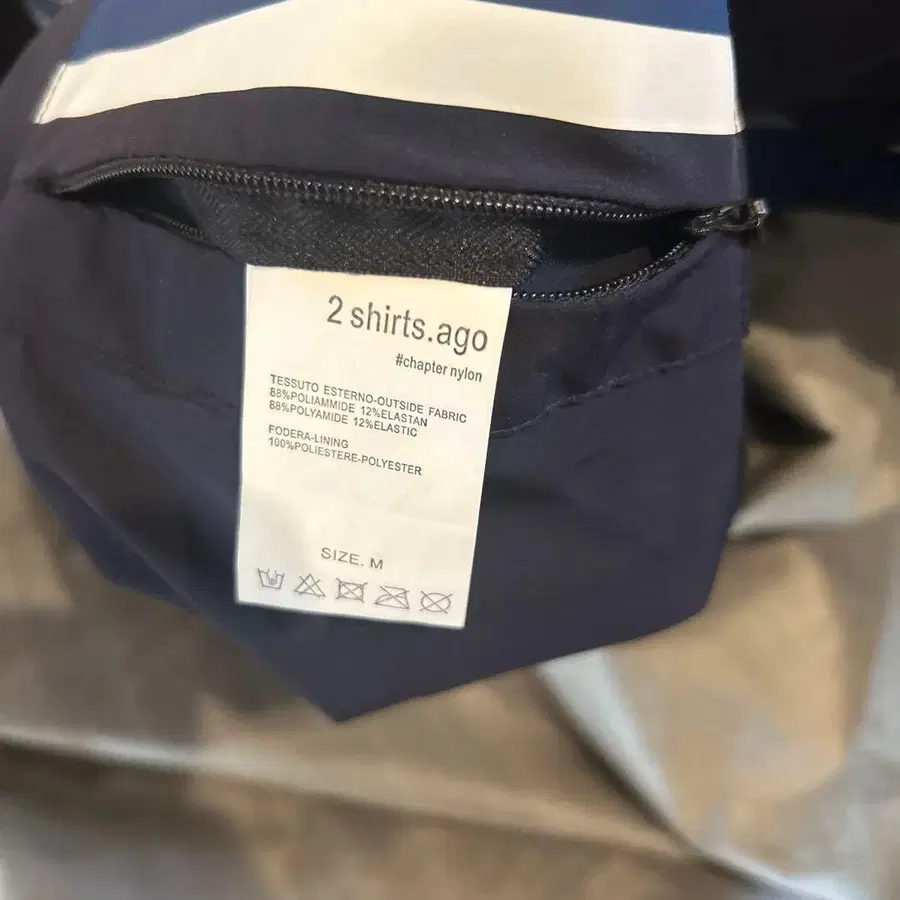 2 shirts.ago
#chapter nylon
TESSUTO ESTERNO-OUTSIDE FABRIC
88%POLIAMMIDE 12%ELASTAN
88%POLYAMIDE 12%ELASTIC
FODERA-LINING
100%POLIESTERE-POLYESTER
SIZE. M